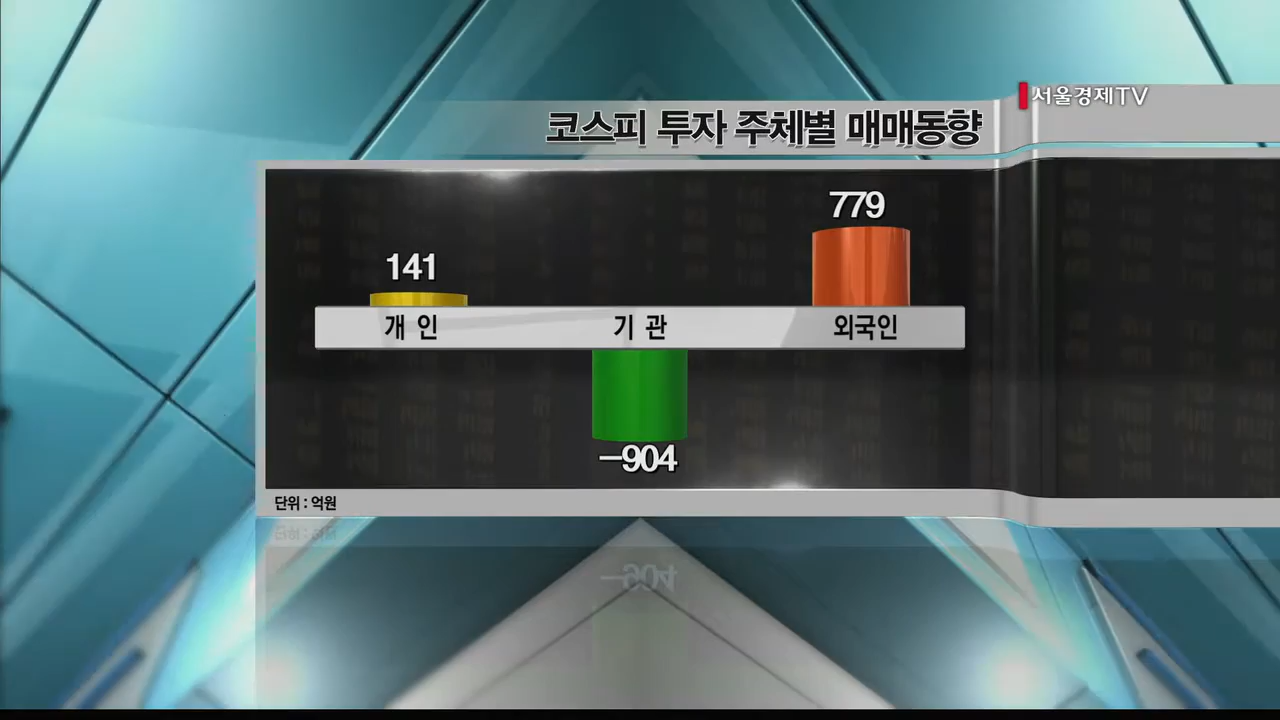 서울경제TV
코스피 투자 주체별 매매동향
141
779
개 인
기 관
외국인
-904
단위 : 억원